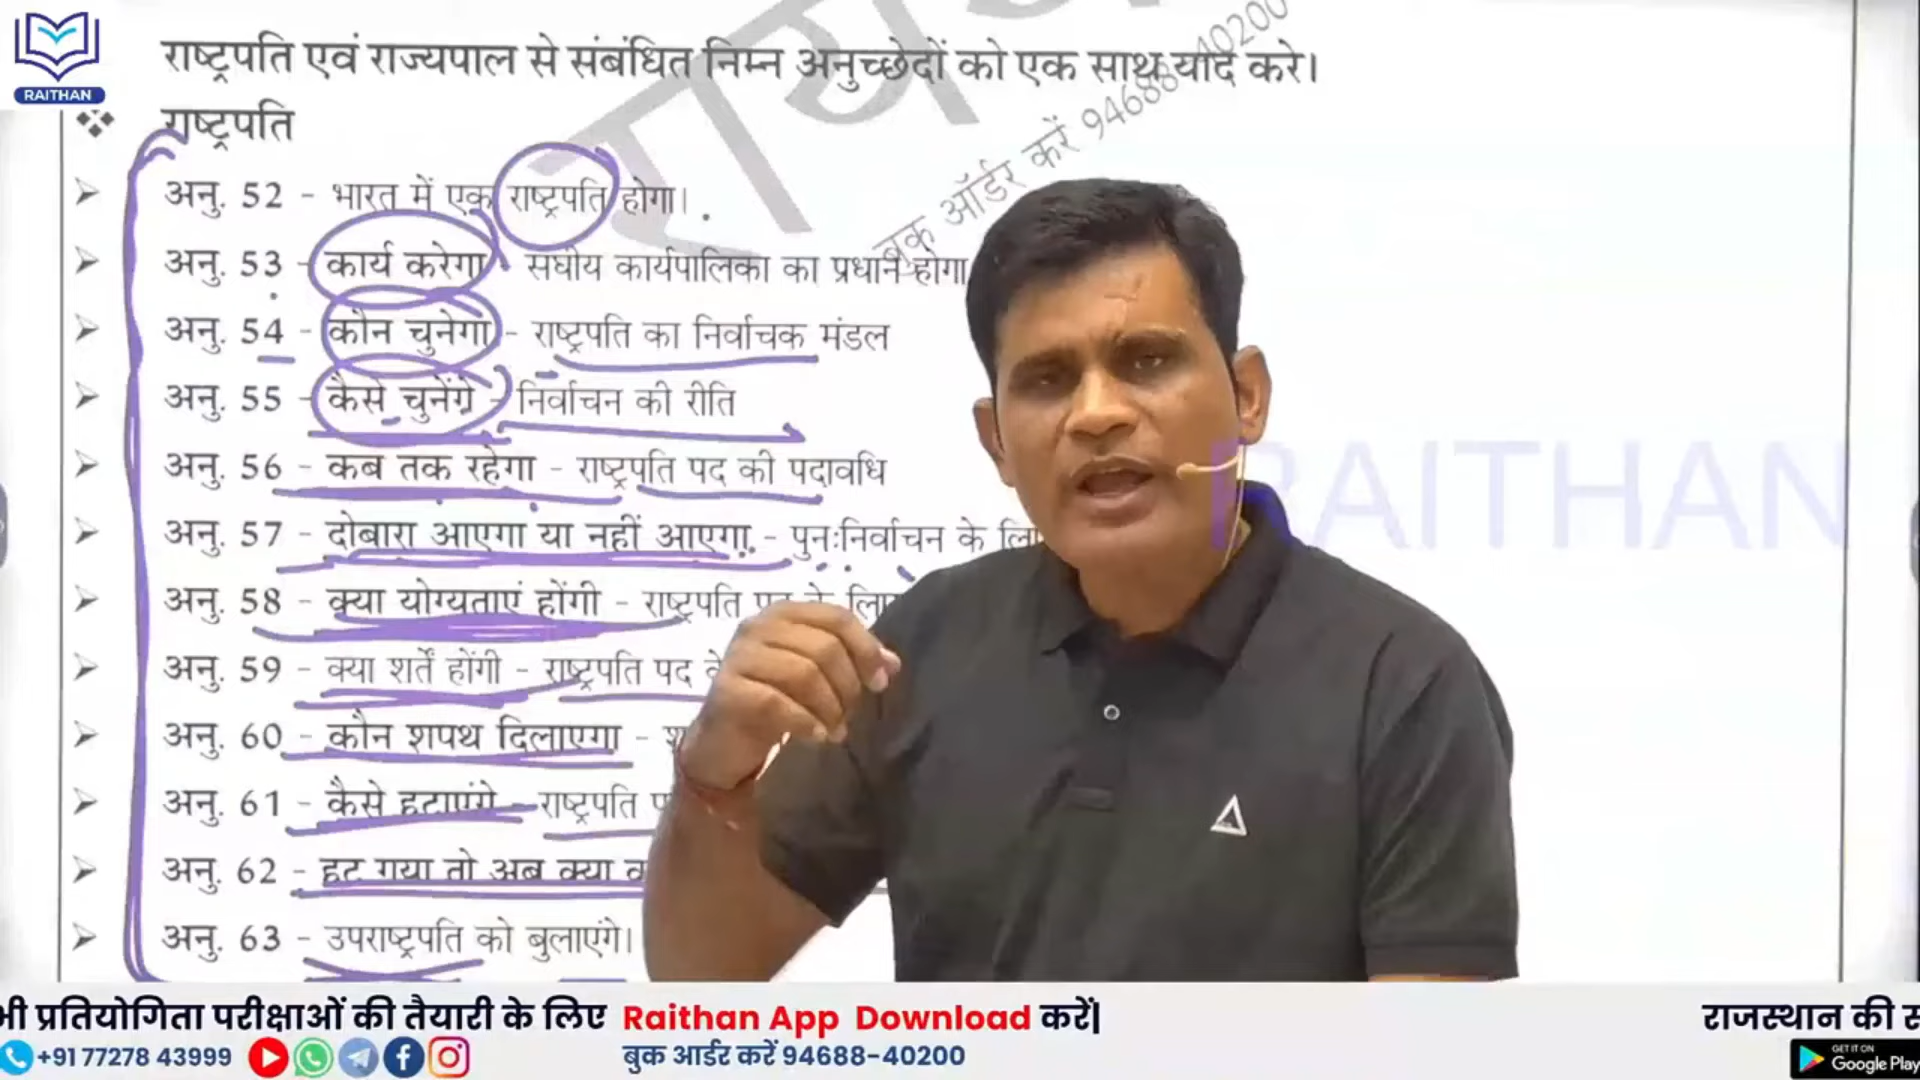 RAITHAN
राष्ट्रपति एवं राज्यपाल से संबंधित निम्न अनुच्छेदों को एक साथ याद करे।
राष्ट्रपति
अनु. 52 - भारत में एक राष्ट्रपति होगा।
अनु. 53 - कार्य करेगा - संघीय कार्यपालिका का प्रधान होगा
अनु. 54 - कौन चुनेगा - राष्ट्रपति का निर्वाचक मंडल
अनु. 55 - कैसे चुनेंगे - निर्वाचन की रीति
अनु. 56 - कब तक रहेगा - राष्ट्रपति पद की पदावधि
अनु. 57 - दोबारा आएगा या नहीं आएगा - पुनःनिर्वाचन के
अनु. 58 - क्या योग्यताएं होंगी - राष्ट्रपति पद के
अनु. 59 - क्या शर्तें होंगी - राष्ट्रपति पद
अनु. 60 - कौन शपथ दिलाएगा -
अनु. 61 - कैसे हटाएंगे - राष्ट्रपति
अनु. 62 - हट गया तो अब क्या
अनु. 63 - उपराष्ट्रपति को बुलाएंगे।
बुक ऑर्डर करें 94688-40200
RAITHAN
भी प्रतियोगिता परीक्षाओं की तैयारी के लिए Raithan App Download करें| राजस्थान की
+91 77278 43999
बुक आर्डर करें 94688-40200
GET IT ON
Google Play